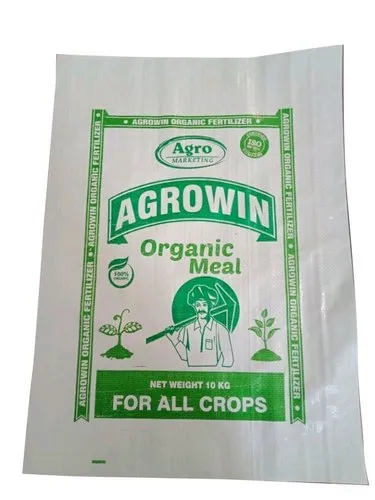 ★ AGROWIN ORGANIC FERTILIZER ★
AGROWIN ORGANIC FERTILIZER
AGROWIN ORGANIC FERTILIZER
Agro
MARKETING
ISO
AGROWIN
Organic
Meal
100%
ORGANIC
NET WEIGHT 10 KG
FOR ALL CROPS